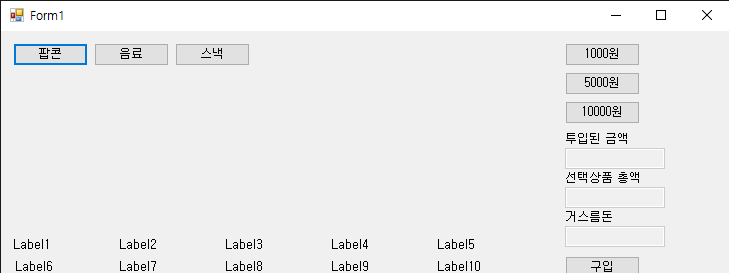 Form1
팝콘 음료 스낵 1000원
5000원
10000원
투입된 금액
선택상품 총액
거스름돈
Label1 Label2 Label3 Label4 Label5
Label6 Label7 Label8 Label9 Label10 구입